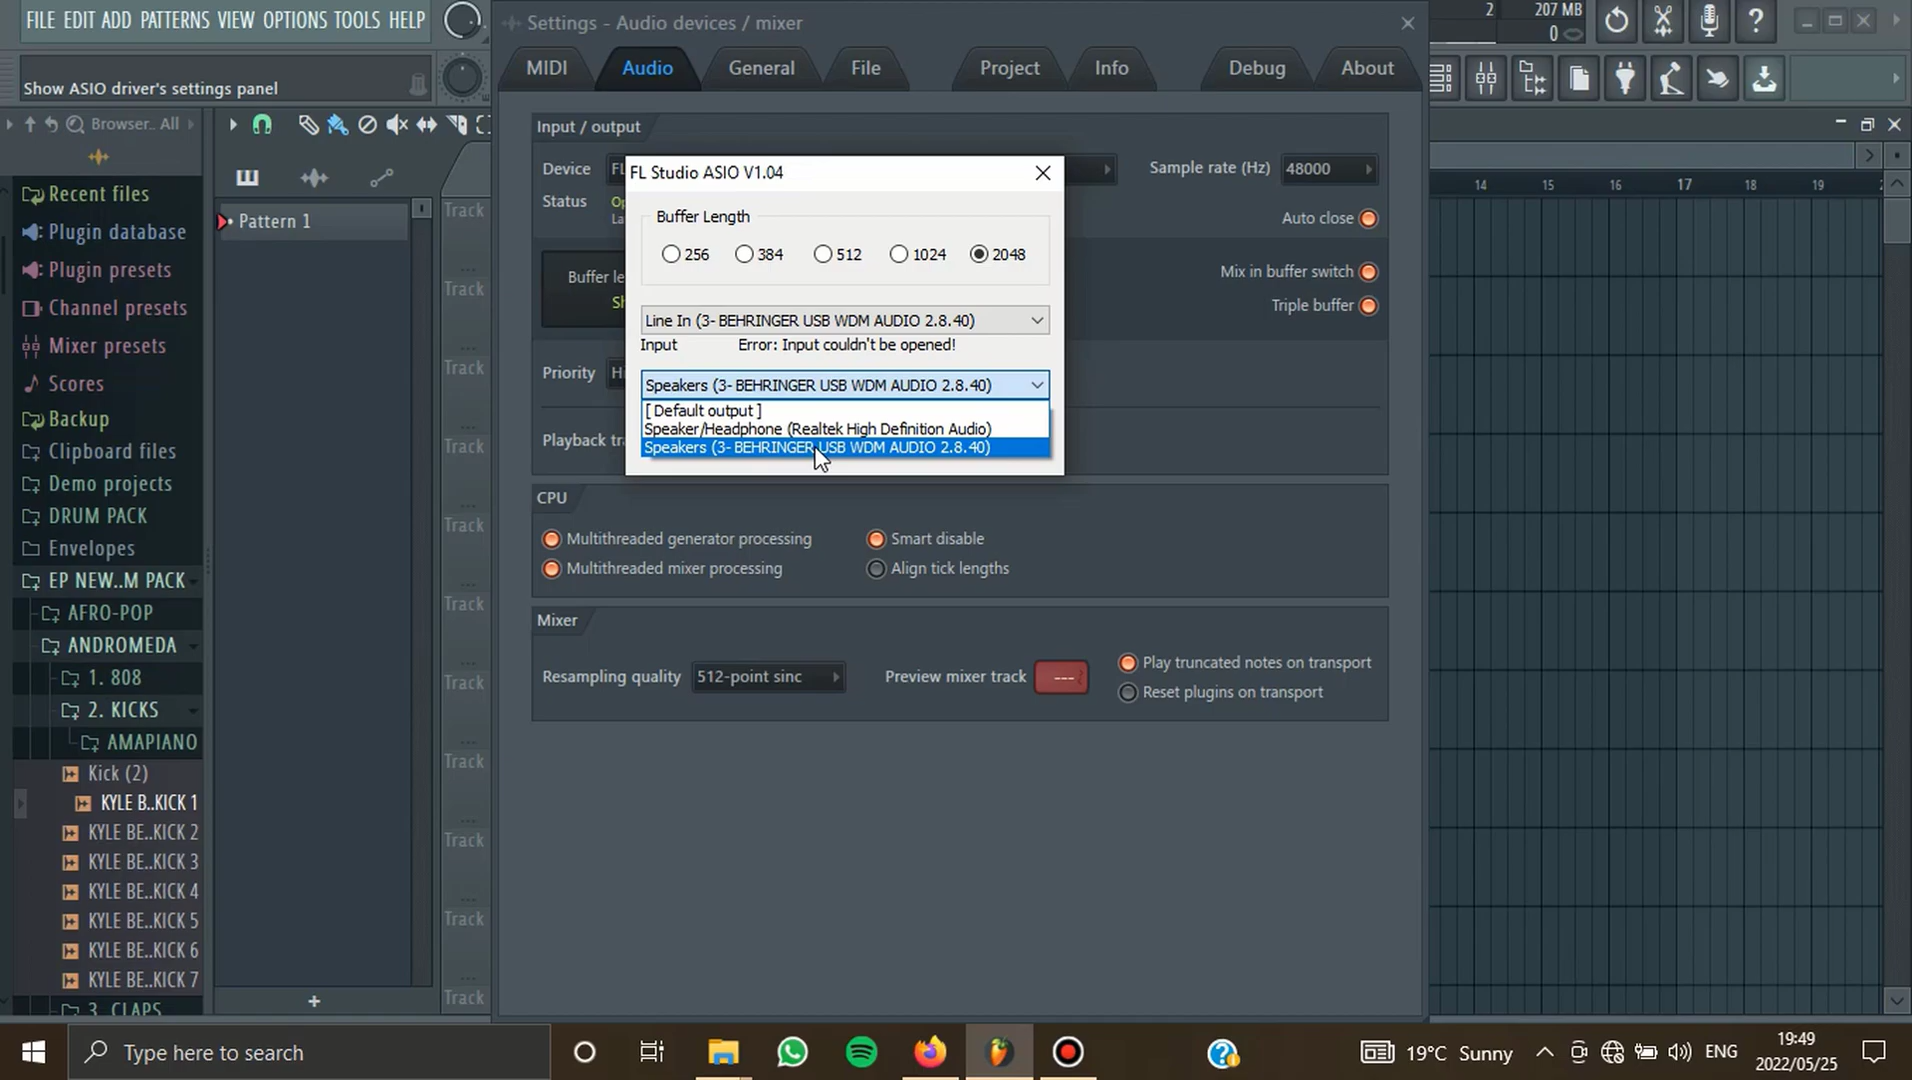 FILE EDIT ADD PATTERNS VIEW OPTIONS TOOLS HELP
Show ASIO driver's settings panel
Settings - Audio devices / mixer
2
207 MB
0
MIDI Audio General File Project Info Debug About
Browser.. All
Recent files
Plugin database
Plugin presets
Channel presets
Mixer presets
Scores
Backup
Clipboard files
Demo projects
DRUM PACK
Envelopes
EP NEW..M PACK
AFRO-POP
ANDROMEDA
1. 808
2. KICKS
AMAPIANO
Kick (2)
KYLE B..KICK 1
KYLE BE..KICK 2
KYLE BE..KICK 3
KYLE BE..KICK 4
KYLE BE..KICK 5
KYLE BE..KICK 6
KYLE BE..KICK 7
3. CLAPS
Pattern 1
+
Track
...
Track
...
Track
...
Track
...
Track
...
Track
...
Track
...
Track
...
Track
...
Track
...
Track
Input / output
Device
Sample rate (Hz) 48000
Status
Auto close
Mix in buffer switch
Triple buffer
Priority
FL Studio ASIO V1.04
Buffer Length
256 384 512 1024 2048
Line In (3- BEHRINGER USB WDM AUDIO 2.8.40)
Input Error: Input couldn't be opened!
Speakers (3- BEHRINGER USB WDM AUDIO 2.8.40)
[ Default output ]
Speaker/Headphone (Realtek High Definition Audio)
Speakers (3- BEHRINGER USB WDM AUDIO 2.8.40)
CPU
Multithreaded generator processing Smart disable
Multithreaded mixer processing Align tick lengths
Mixer
Resampling quality 512-point sinc Preview mixer track ---
Play truncated notes on transport
Reset plugins on transport
14 15 16 17 18 19
Type here to search
19°C Sunny
ENG
19:49
2022/05/25